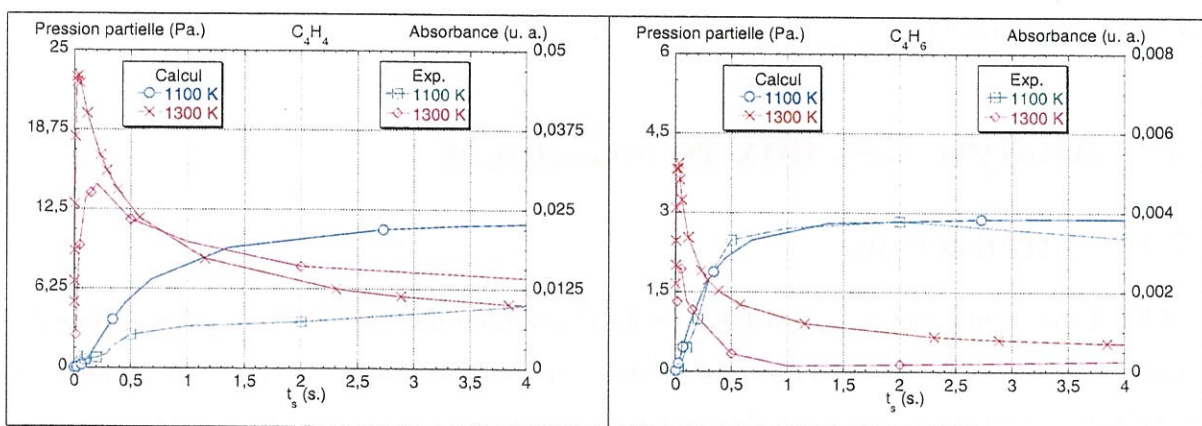 Pression partielle (Pa.) C₄H₄ Absorbance (u. a.)
25 0,05
Calcul Exp.
1100 K 1100 K
1300 K 1300 K
18,75 0,0375
12,5 0,025
6,25 0,0125
0 0
0 0,5 1 1,5 2 2,5 3 3,5 4
tₛ (s.)
Pression partielle (Pa.) C₄H₆ Absorbance (u. a.)
6 0,008
Calcul Exp.
1100 K 1100 K
1300 K 1300 K
4,5 0,006
3 0,004
1,5 0,002
0 0
0 0,5 1 1,5 2 2,5 3 3,5 4
tₛ (s.)